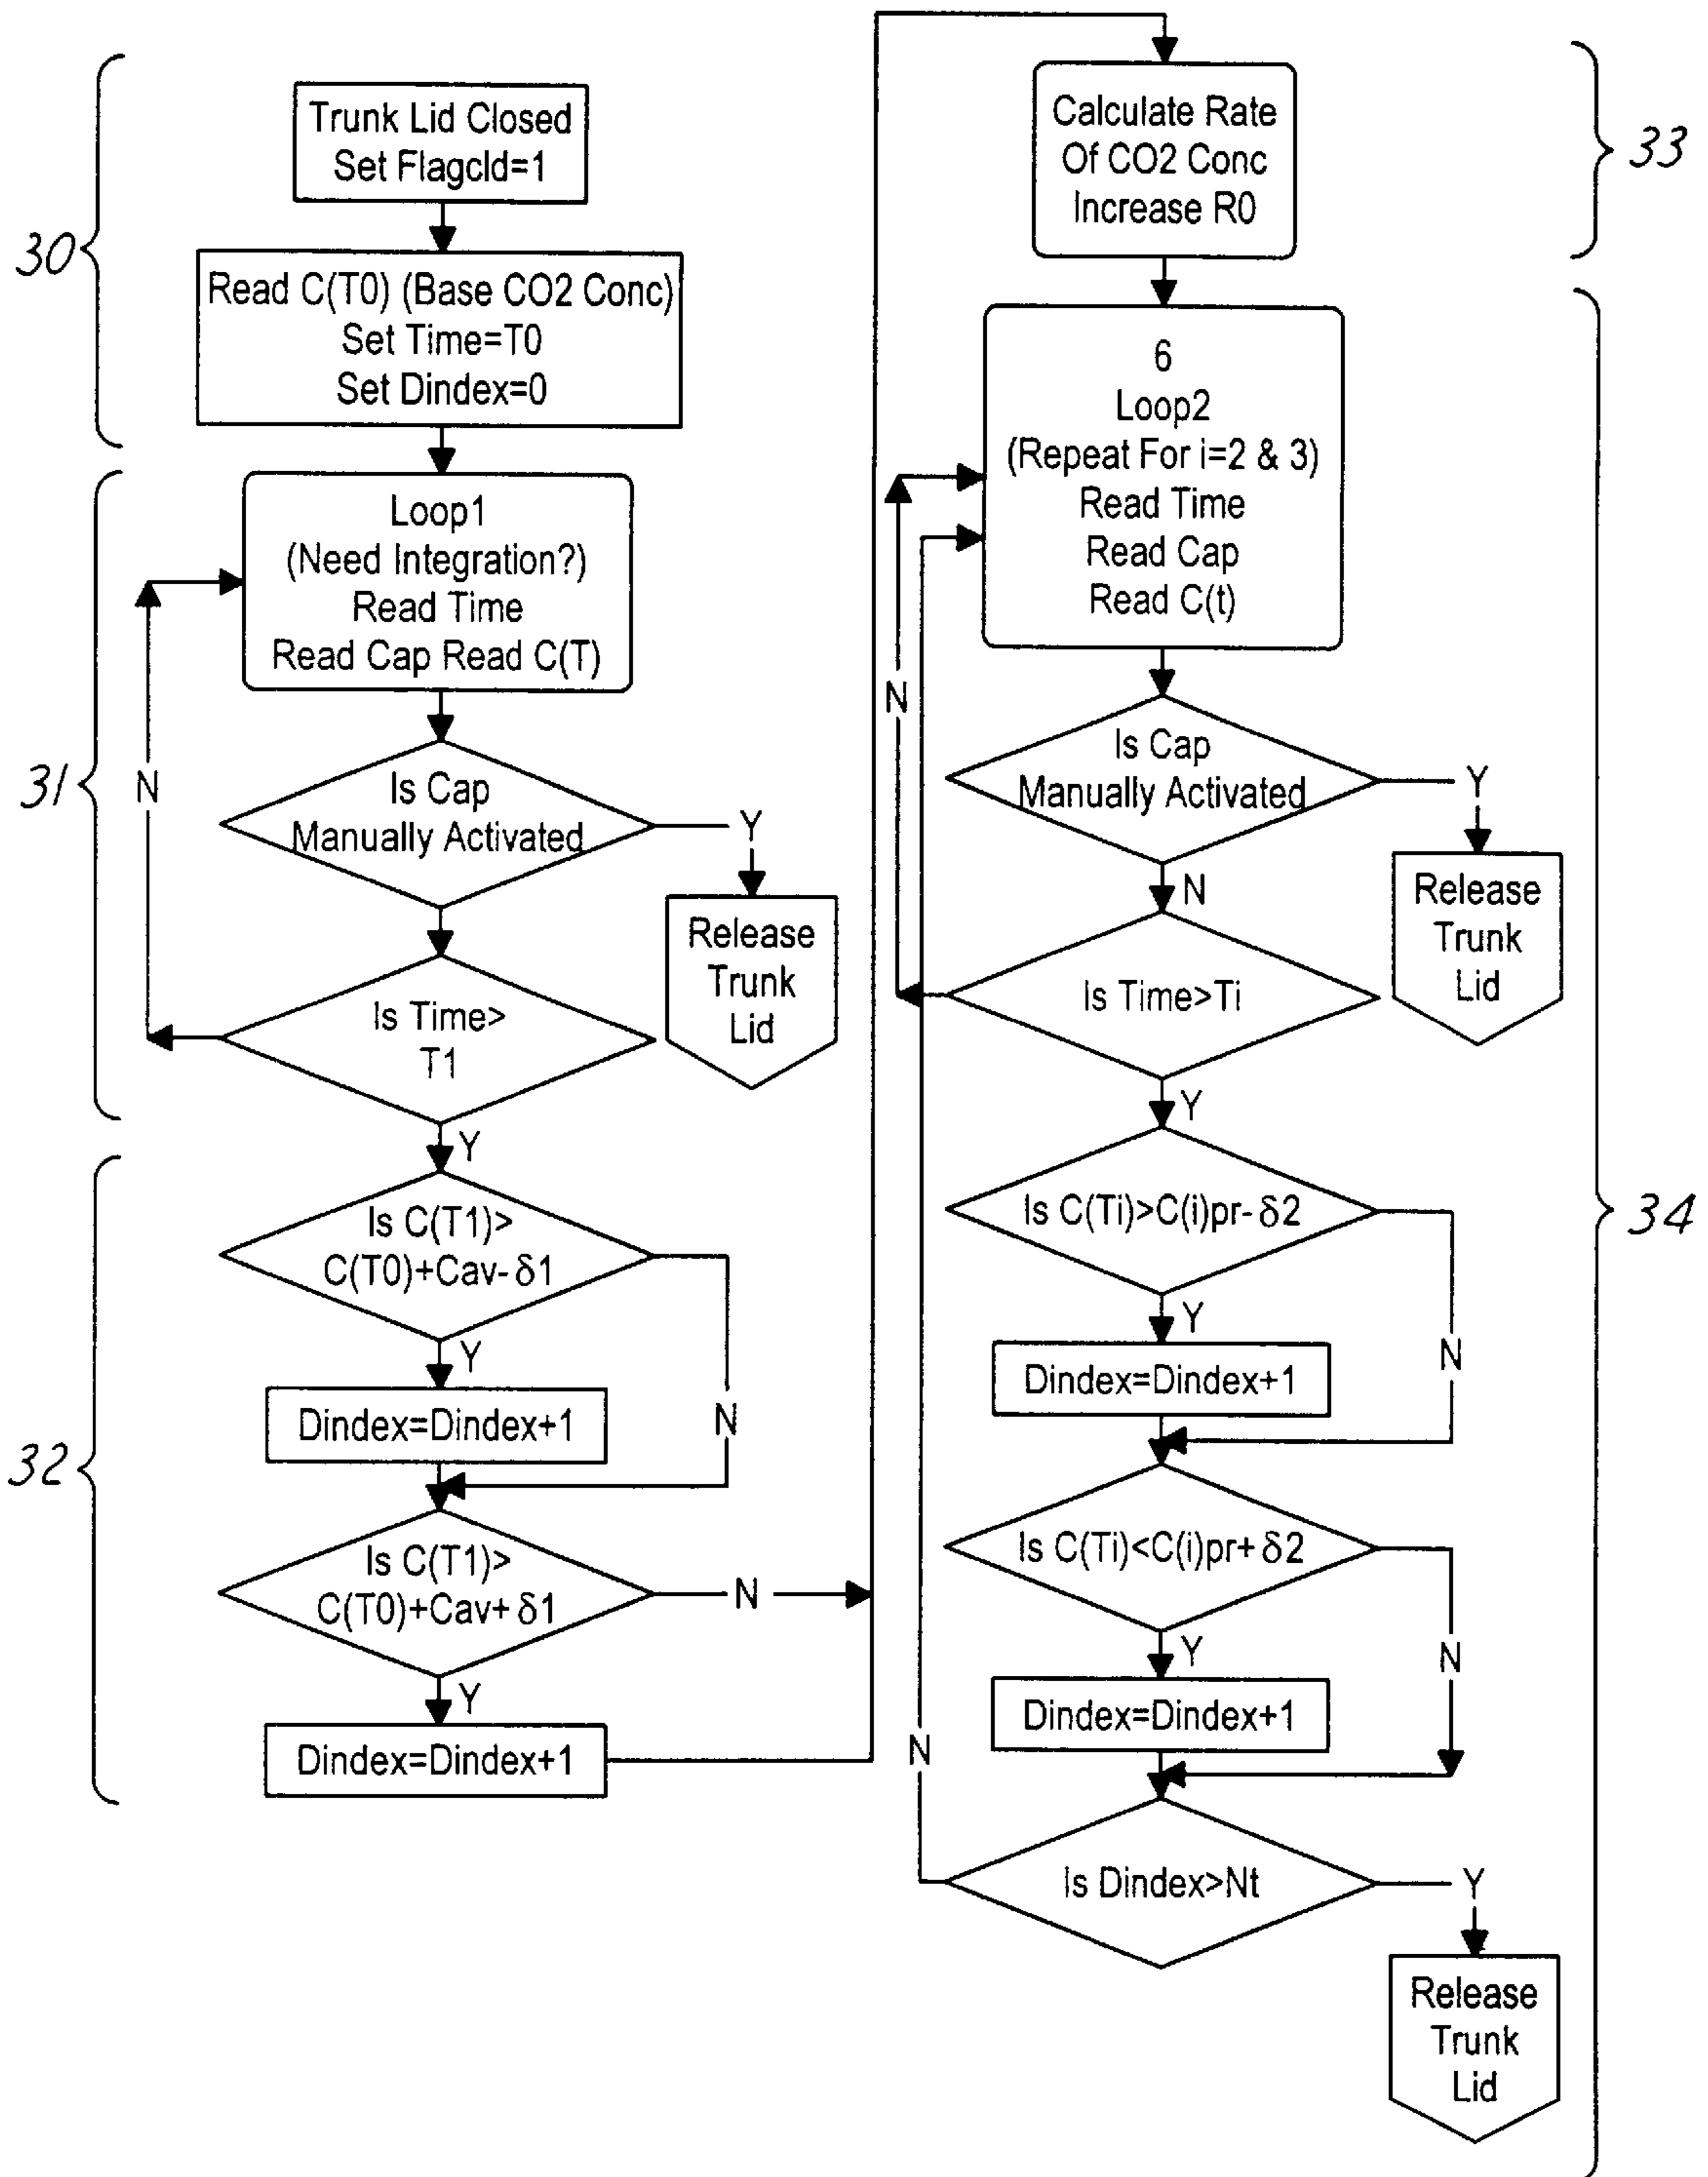 30
Trunk Lid Closed
Set Flagcld=1
Read C(T0) (Base CO2 Conc)
Set Time=T0
Set Dindex=0
31
Loop1
(Need Integration?)
Read Time
Read Cap Read C(T)
N
Is Cap
Manually Activated
Y
Release
Trunk
Lid
Is Time>
T1
Y
32
Is C(T1)>
C(T0)+Cav-δ1
Y
N
Dindex=Dindex+1
Is C(T1)>
C(T0)+Cav+δ1
N
Y
Dindex=Dindex+1
Calculate Rate
Of CO2 Conc
Increase R0
33
6
Loop2
(Repeat For i=2 & 3)
Read Time
Read Cap
Read C(t)
N
Is Cap
Manually Activated
Y
Release
Trunk
Lid
N
Is Time>Ti
Y
34
Is C(Ti)>C(i)pr-δ2
Y
N
Dindex=Dindex+1
Is C(Ti)<C(i)pr+δ2
Y
N
Dindex=Dindex+1
N
Is Dindex>Nt
Y
Release
Trunk
Lid